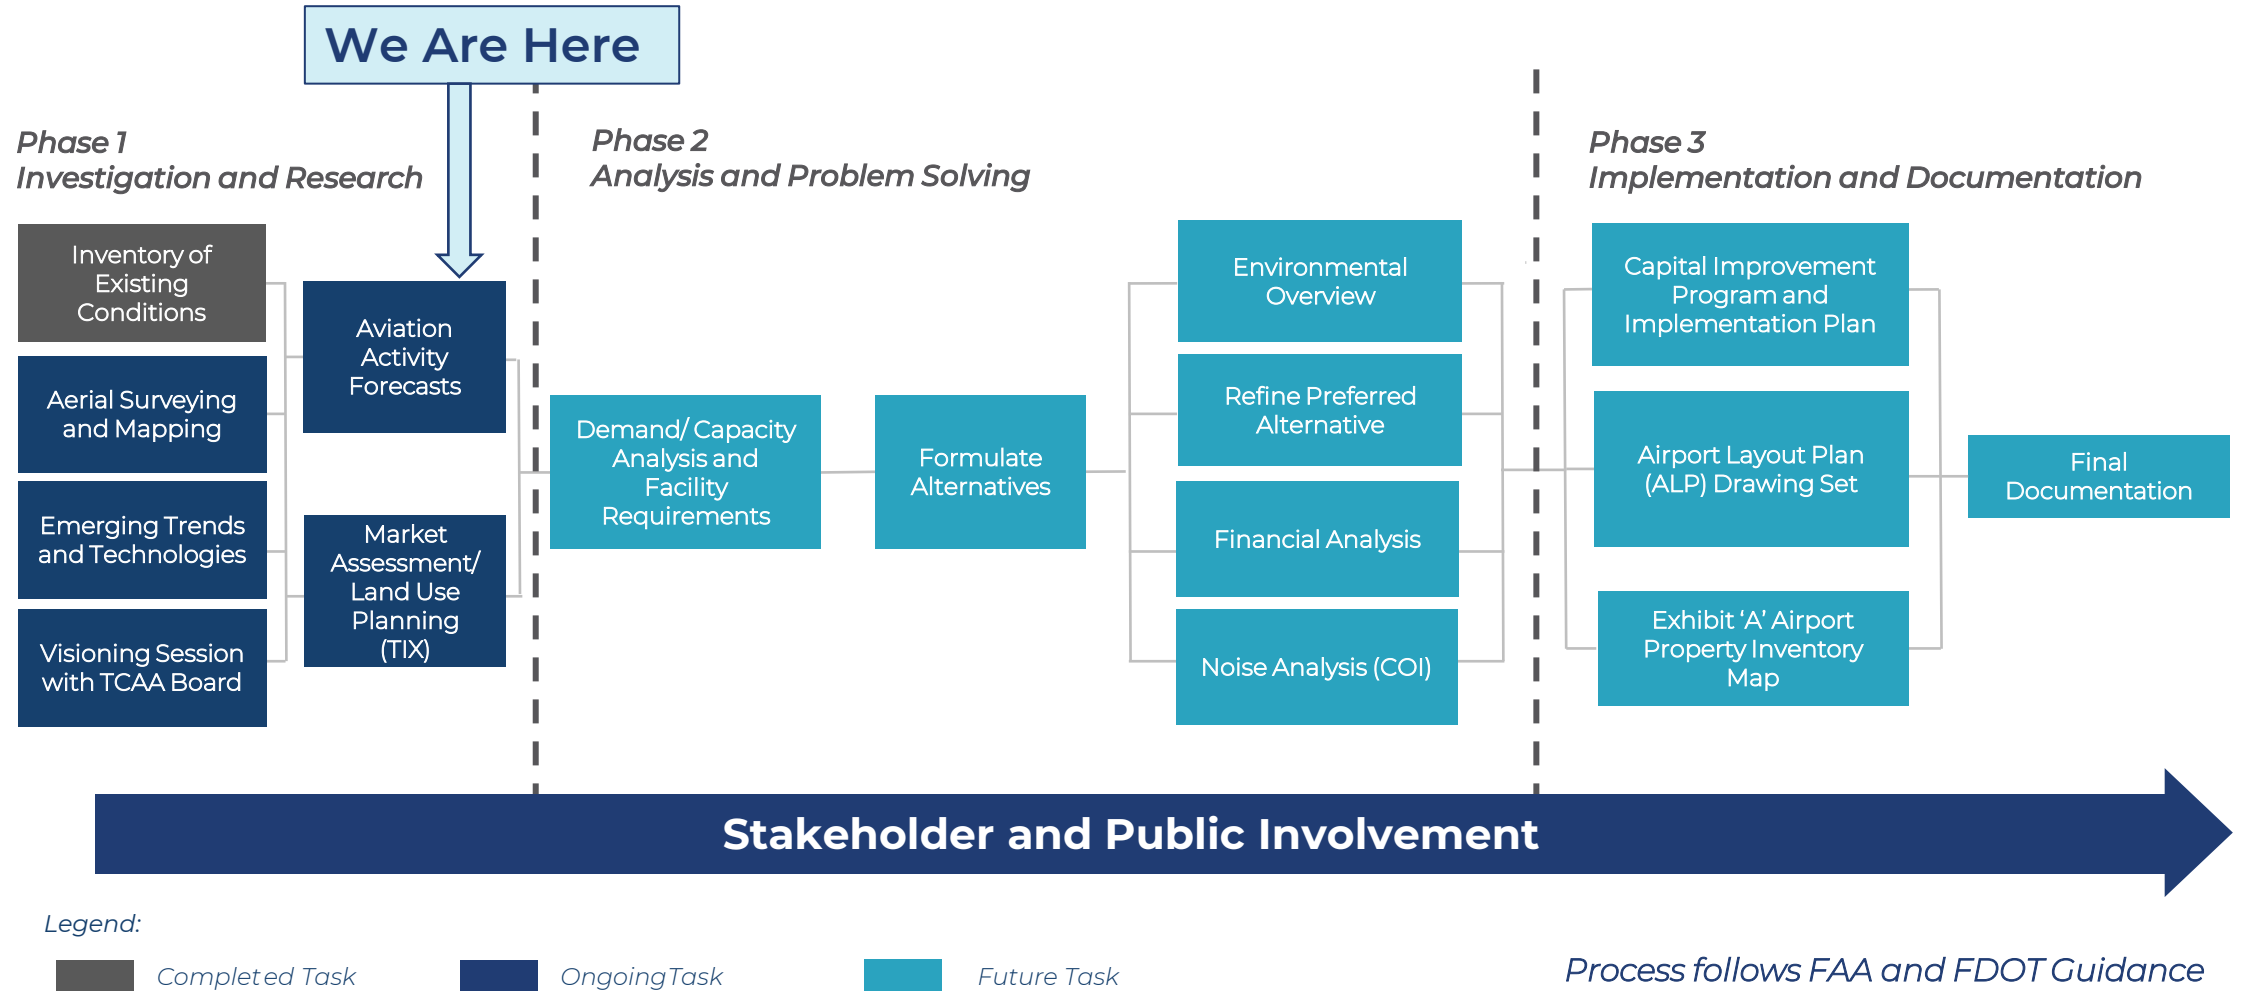 We Are Here
Phase 1
Investigation and Research
Phase 2
Analysis and Problem Solving
Phase 3
Implementation and Documentation
Inventory of
Existing
Conditions
Aerial Surveying
and Mapping
Emerging Trends
and Technologies
Visioning Session
with TCAA Board
Aviation
Activity
Forecasts
Market
Assessment/
Land Use
Planning
(TIX)
Demand/ Capacity
Analysis and
Facility
Requirements
Formulate
Alternatives
Environmental
Overview
Refine Preferred
Alternative
Financial Analysis
Noise Analysis (COI)
Capital Improvement
Program and
Implementation Plan
Airport Layout Plan
(ALP) Drawing Set
Exhibit ‘A’ Airport
Property Inventory
Map
Final
Documentation
Stakeholder and Public Involvement
Legend:
Completed Task
Ongoing Task
Future Task
Process follows FAA and FDOT Guidance